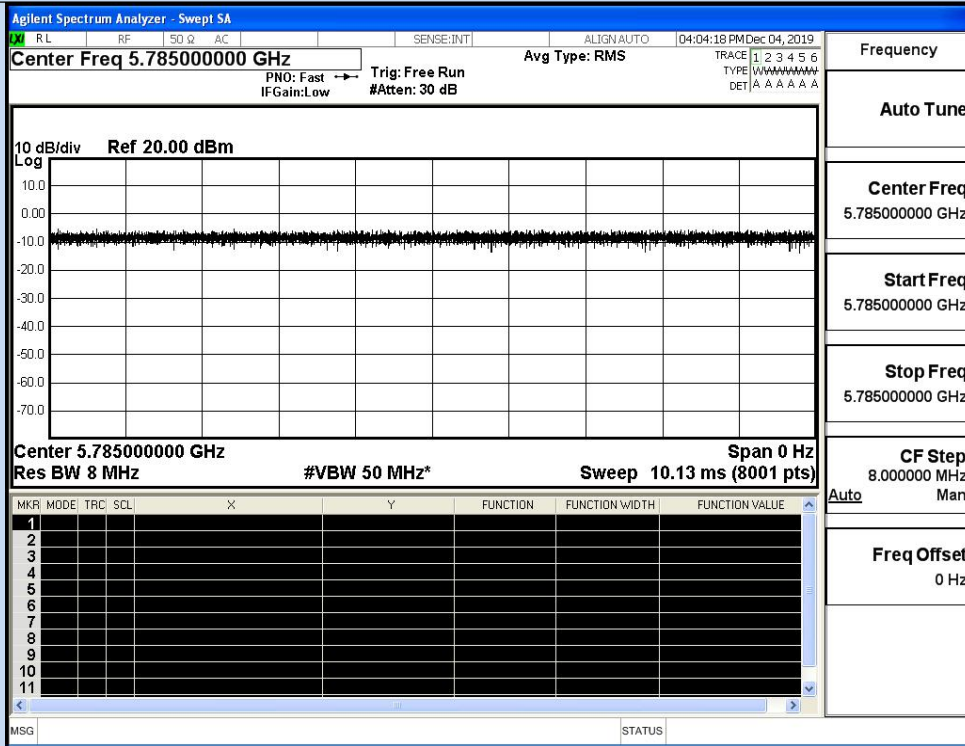 Agilent Spectrum Analyzer - Swept SA
LXI RL RF 50 Ω AC SENSE:INT ALIGNAUTO 04:04:18 PM Dec 04, 2019
Center Freq 5.785000000 GHz
PNO: Fast
IFGain:Low
Trig: Free Run
#Atten: 30 dB
Avg Type: RMS
TRACE 1 2 3 4 5 6
TYPE WWWWWW
DET A A A A A A
10 dB/div Ref 20.00 dBm
Log
10.0
0.00
-10.0
-20.0
-30.0
-40.0
-50.0
-60.0
-70.0
Center 5.785000000 GHz Span 0 Hz
Res BW 8 MHz #VBW 50 MHz* Sweep 10.13 ms (8001 pts)
MKR MODE TRC SCL X Y FUNCTION FUNCTION WIDTH FUNCTION VALUE
1
2
3
4
5
6
7
8
9
10
11
MSG STATUS
Frequency
Auto Tune
Center Freq
5.785000000 GHz
Start Freq
5.785000000 GHz
Stop Freq
5.785000000 GHz
CF Step
8.000000 MHz
Auto Man
Freq Offset
0 Hz